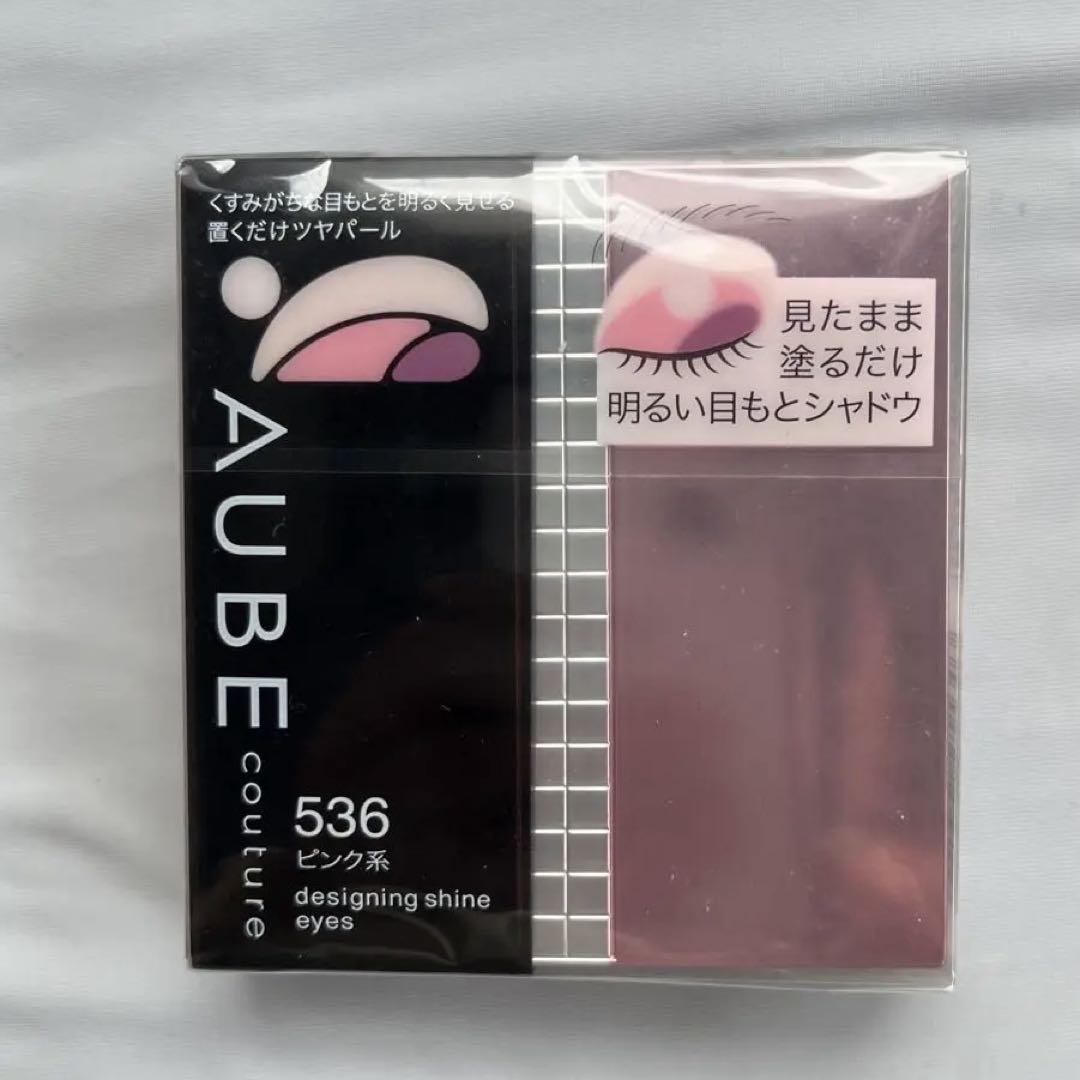 くすみがちな目もとを明るく見せる
置くだけツヤパール
AUBE couture
536
ピンク系
designing shine
eyes
見たまま
塗るだけ
明るい目もとシャドウ